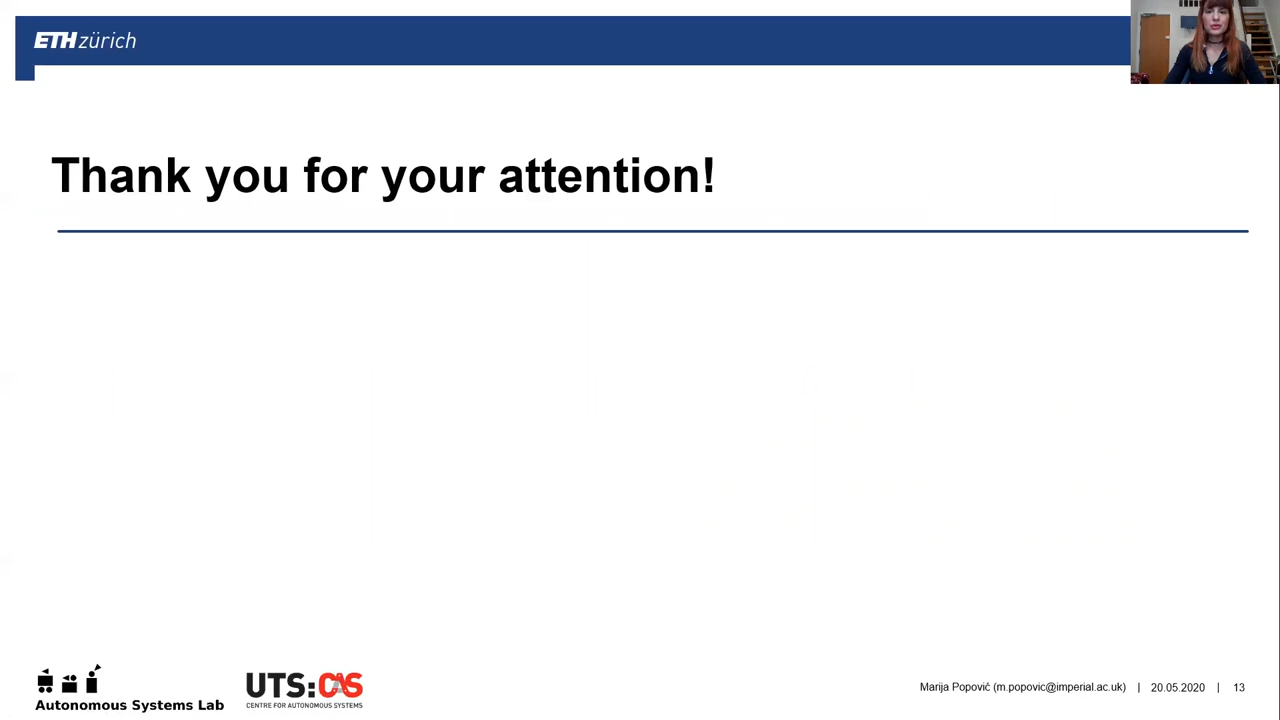 ETH zürich
Thank you for your attention!
Autonomous Systems Lab
UTS:CAS
CENTRE FOR AUTONOMOUS SYSTEMS
Marija Popović (m.popovic@imperial.ac.uk) | 20.05.2020 | 13